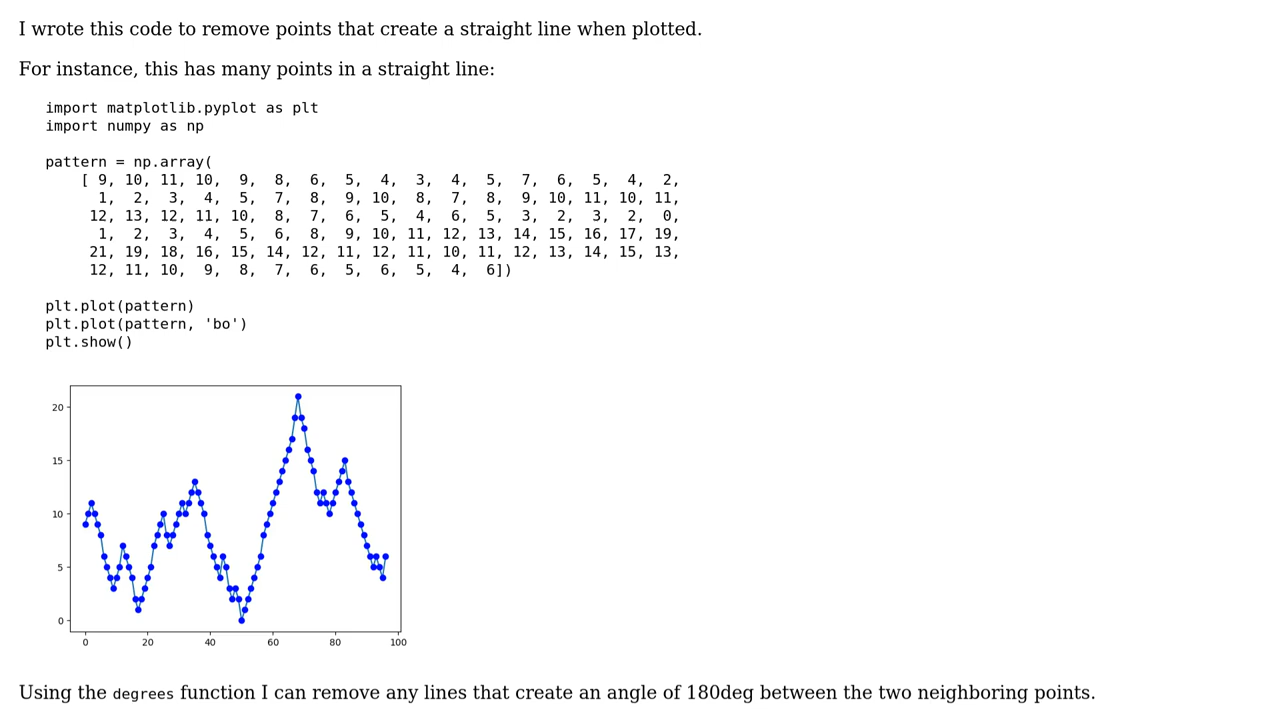 I wrote this code to remove points that create a straight line when plotted.
For instance, this has many points in a straight line:
import matplotlib.pyplot as plt
import numpy as np
pattern = np.array(
[ 9, 10, 11, 10,  9,  8,  6,  5,  4,  3,  4,  5,  7,  6,  5,  4,  2,
1,  2,  3,  4,  5,  7,  8,  9, 10,  8,  7,  8,  9, 10, 11, 10, 11,
12, 13, 12, 11, 10,  8,  7,  6,  5,  4,  6,  5,  3,  2,  3,  2,  0,
1,  2,  3,  4,  5,  6,  8,  9, 10, 11, 12, 13, 14, 15, 16, 17, 19,
21, 19, 18, 16, 15, 14, 12, 11, 12, 11, 10, 11, 12, 13, 14, 15, 13,
12, 11, 10,  9,  8,  7,  6,  5,  6,  5,  4,  6])
plt.plot(pattern)
plt.plot(pattern, 'bo')
plt.show()
20
15
10
5
0
0 20 40 60 80 100
Using the degrees function I can remove any lines that create an angle of 180deg between the two neighboring points.